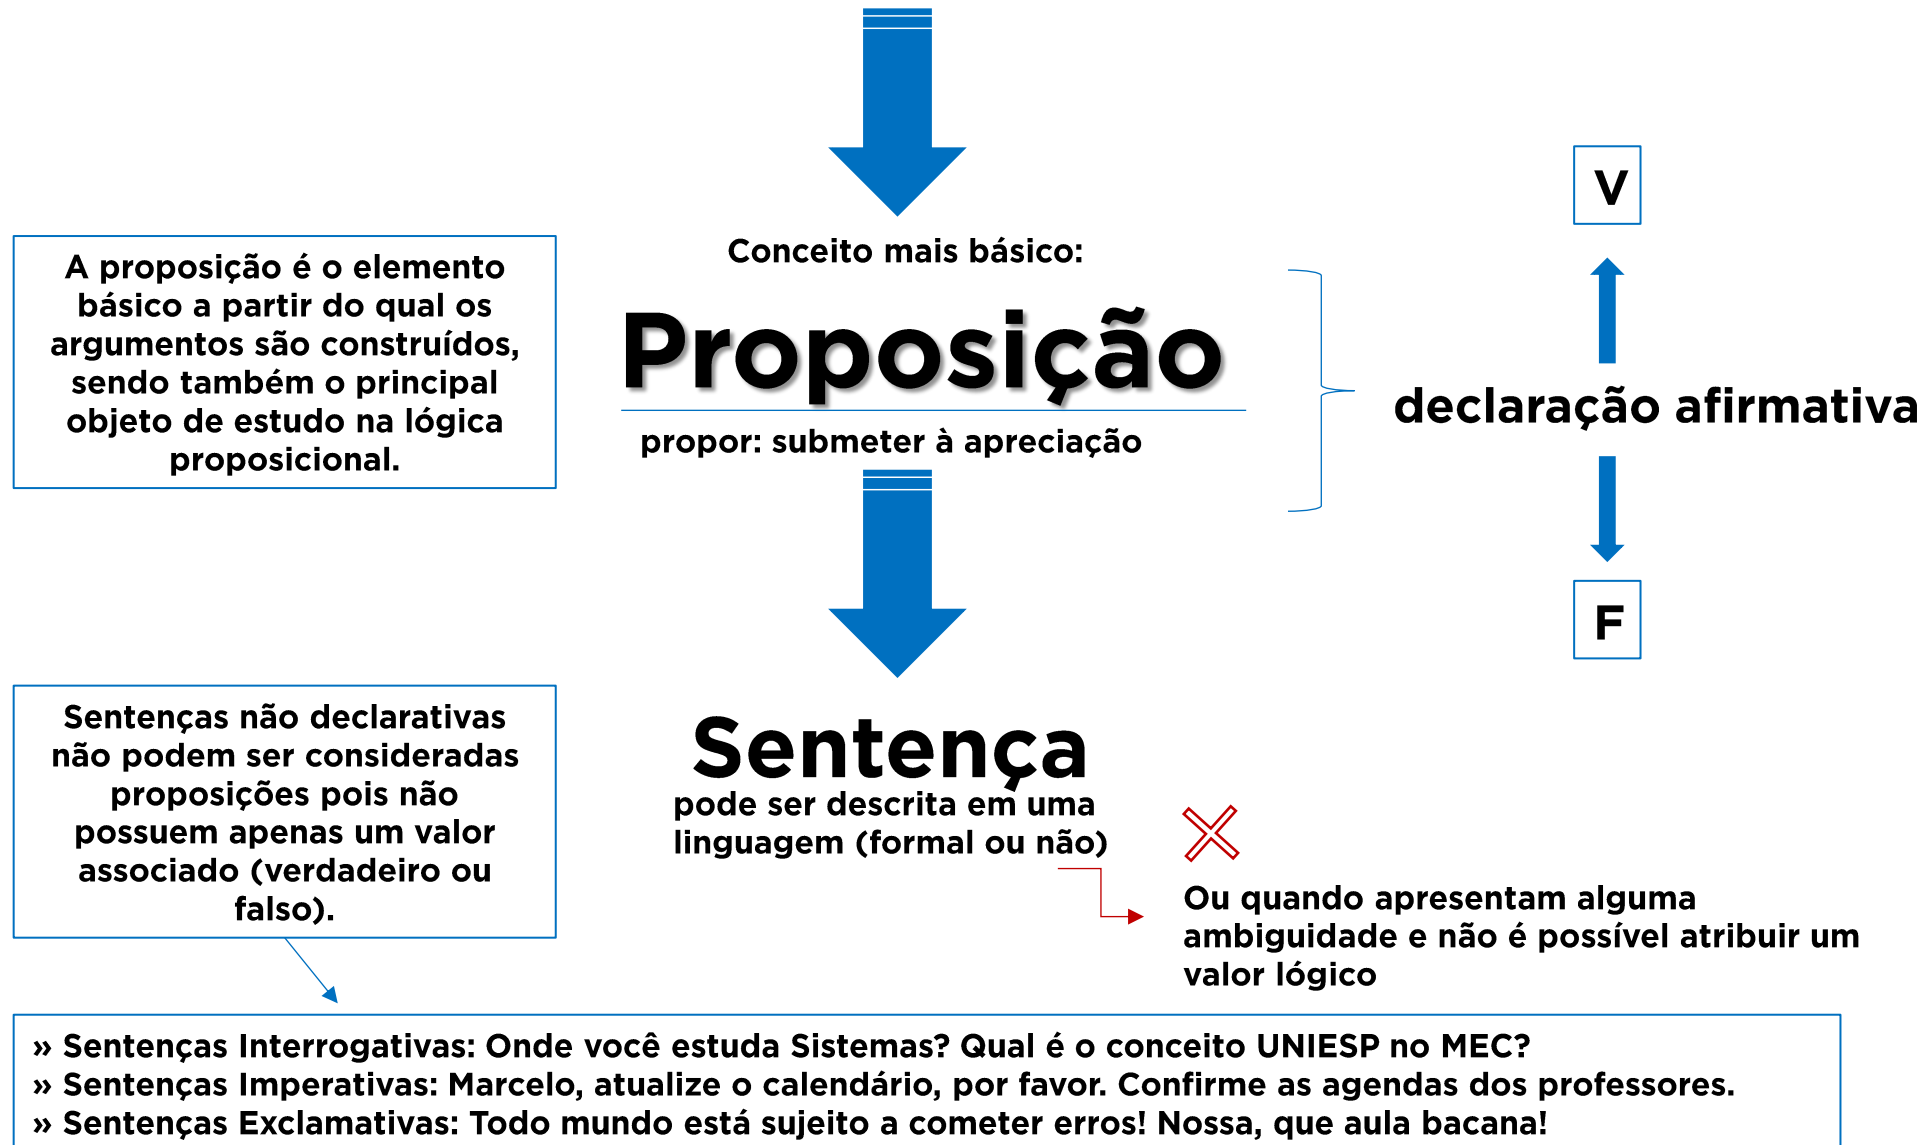 Conceito mais básico:
Proposição
propor: submeter à apreciação
A proposição é o elemento
básico a partir do qual os
argumentos são construídos,
sendo também o principal
objeto de estudo na lógica
proposicional.
V
declaração afirmativa
F
Sentença
pode ser descrita em uma
linguagem (formal ou não)
Sentenças não declarativas
não podem ser consideradas
proposições pois não
possuem apenas um valor
associado (verdadeiro ou
falso).
Ou quando apresentam alguma
ambiguidade e não é possível atribuir um
valor lógico
» Sentenças Interrogativas: Onde você estuda Sistemas? Qual é o conceito UNIESP no MEC?
» Sentenças Imperativas: Marcelo, atualize o calendário, por favor. Confirme as agendas dos professores.
» Sentenças Exclamativas: Todo mundo está sujeito a cometer erros! Nossa, que aula bacana!